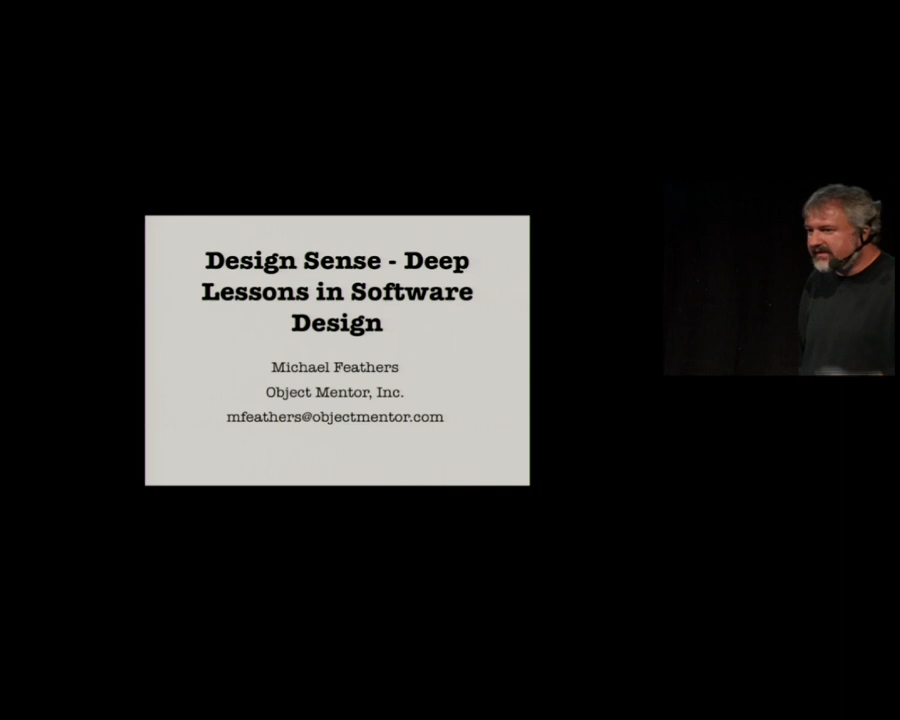 Design Sense - Deep
Lessons in Software
Design
Michael Feathers
Object Mentor, Inc.
mfeathers@objectmentor.com